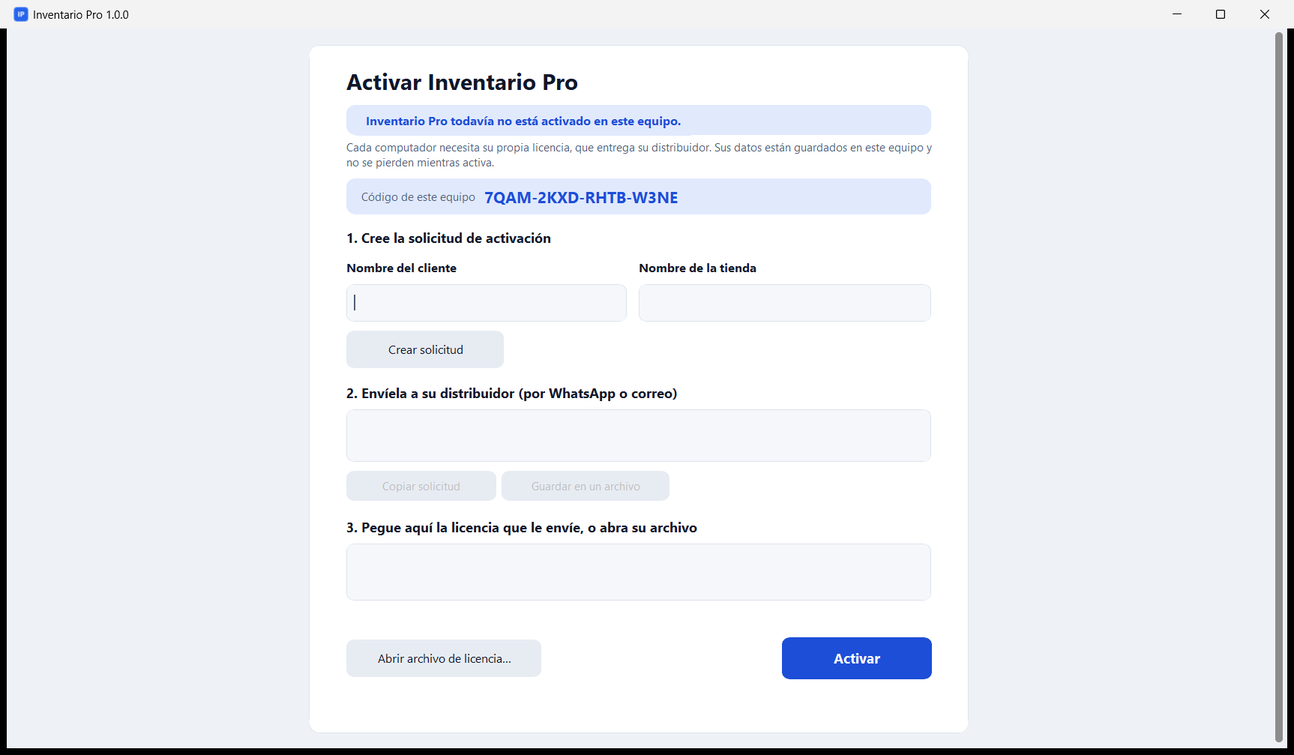 IP Inventario Pro 1.0.0
Activar Inventario Pro
Inventario Pro todavía no está activado en este equipo.
Cada computador necesita su propia licencia, que entrega su distribuidor. Sus datos están guardados en este equipo y
no se pierden mientras activa.
Código de este equipo 7QAM-2KXD-RHTB-W3NE
1. Cree la solicitud de activación
Nombre del cliente Nombre de la tienda
Crear solicitud
2. Envíela a su distribuidor (por WhatsApp o correo)
Copiar solicitud Guardar en un archivo
3. Pegue aquí la licencia que le envíe, o abra su archivo
Abrir archivo de licencia... Activar